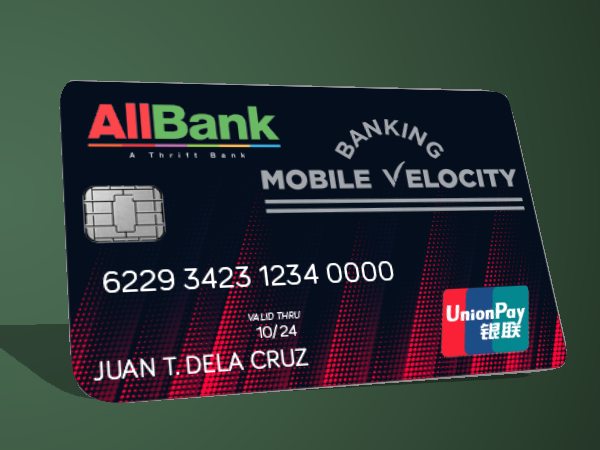 AllBank
A Thrift Bank
BANKING
MOBILE VELOCITY
6229 3423 1234 0000
VALID THRU
10/24
JUAN T. DELA CRUZ
UnionPay
银联